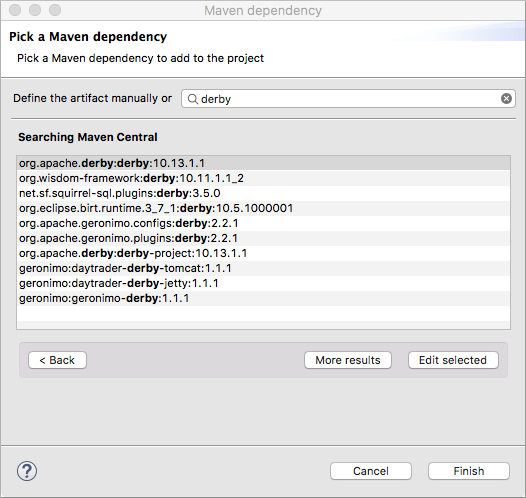 Maven dependency
Pick a Maven dependency
Pick a Maven dependency to add to the project
Define the artifact manually or derby
Searching Maven Central
org.apache.derby:derby:10.13.1.1
org.wisdom-framework:derby:10.11.1.1_2
net.sf.squirrel-sql.plugins:derby:3.5.0
org.eclipse.birt.runtime.3_7_1:derby:10.5.1000001
org.apache.geronimo.configs:derby:2.2.1
org.apache.geronimo.plugins:derby:2.2.1
org.apache.derby:derby-project:10.13.1.1
geronimo:daytrader-derby-tomcat:1.1.1
geronimo:daytrader-derby-jetty:1.1.1
geronimo:geronimo-derby:1.1.1
< Back More results Edit selected
? Cancel Finish